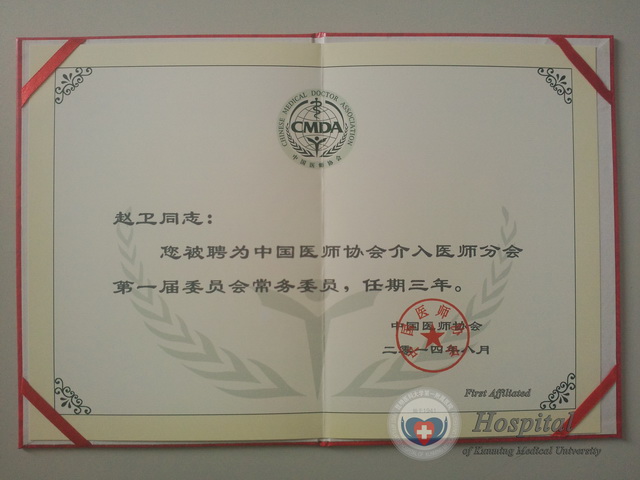 CHINESE MEDICAL DOCTOR ASSOCIATION
CMDA
中国医师协会
赵卫同志：
您被聘为中国医师协会介入医师分会
第一届委员会常务委员，任期三年。
中国医师协会
二零一四年八月
First Affiliated
Hospital
of Kunming Medical University